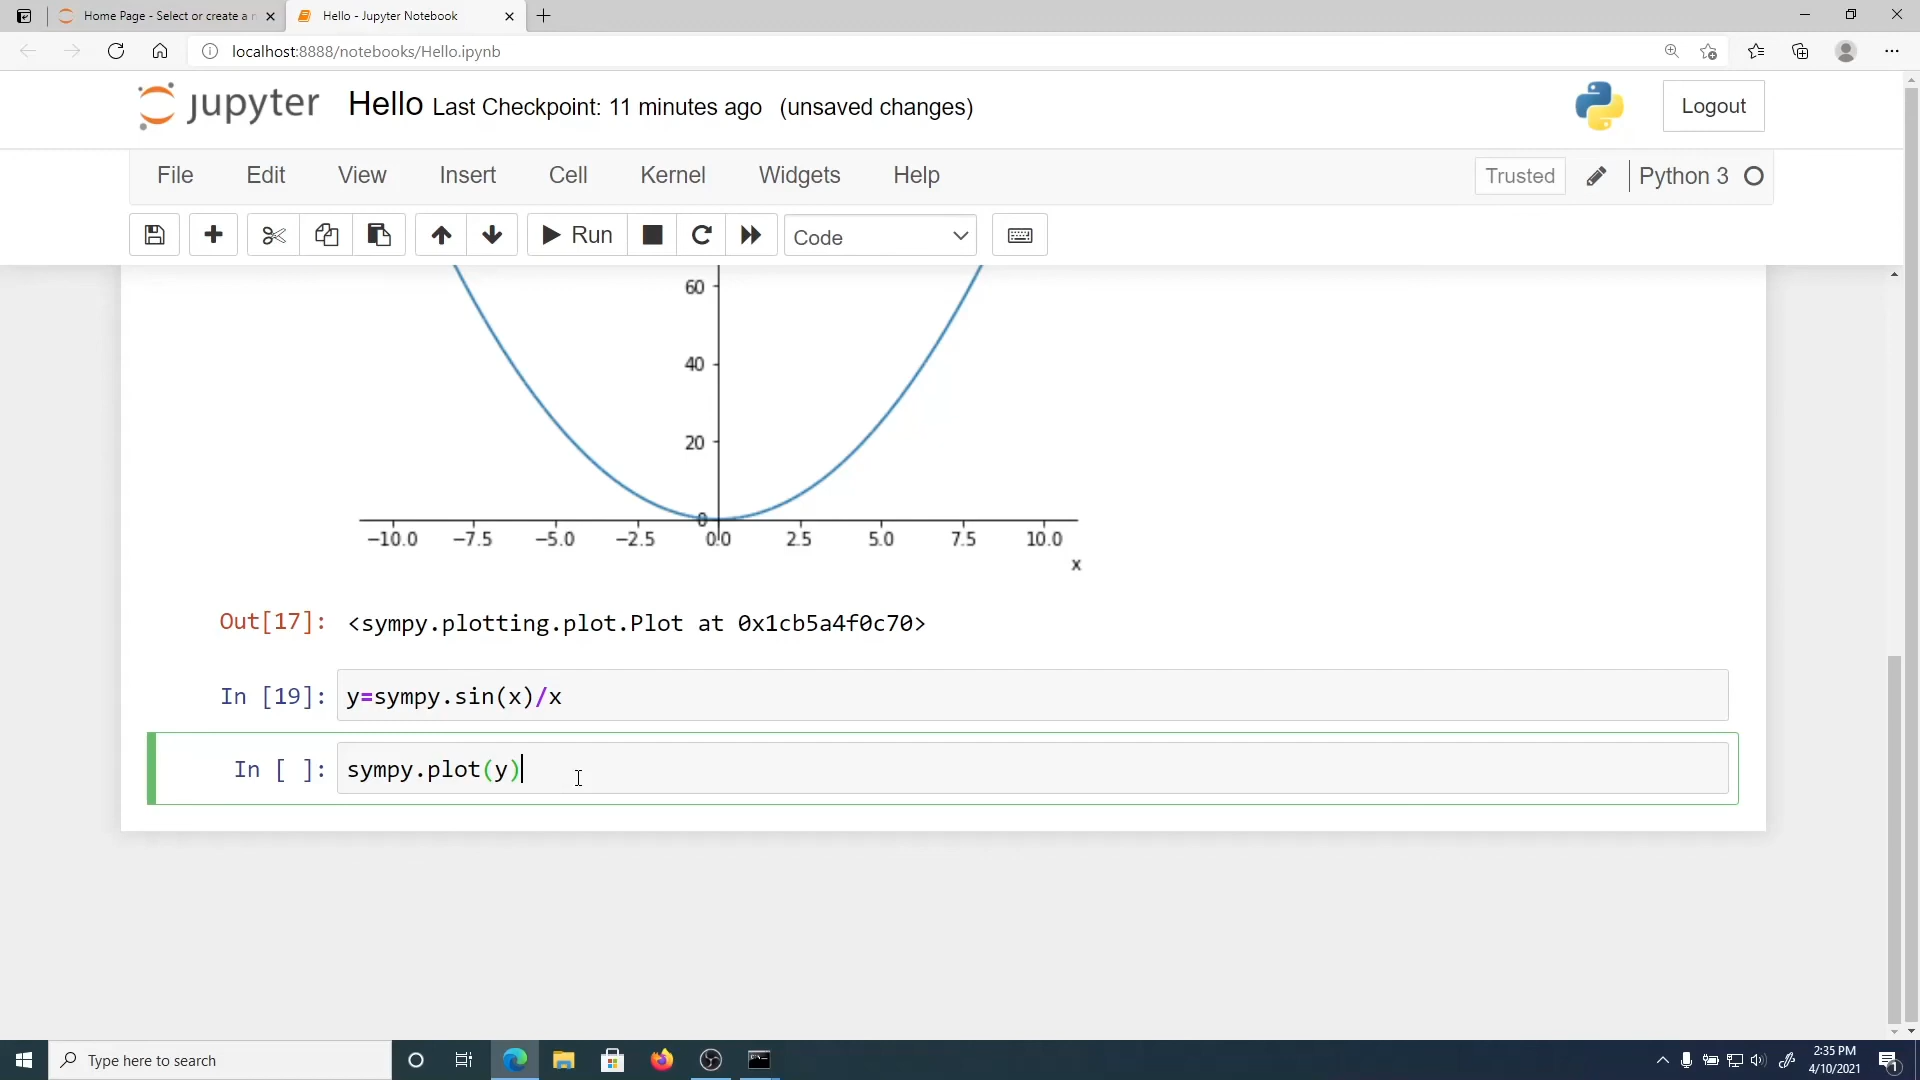 Home Page - Select or create a n
Hello - Jupyter Notebook
localhost:8888/notebooks/Hello.ipynb
jupyter
Hello Last Checkpoint: 11 minutes ago (unsaved changes)
Logout
File Edit View Insert Cell Kernel Widgets Help
Trusted
Python 3
Run
Code
60
40
20
0
−10.0 −7.5 −5.0 −2.5 0.0 2.5 5.0 7.5 10.0
x
Out[17]: <sympy.plotting.plot.Plot at 0x1cb5a4f0c70>
In [19]: y=sympy.sin(x)/x
In [ ]: sympy.plot(y)
Type here to search
2:35 PM
4/10/2021
1